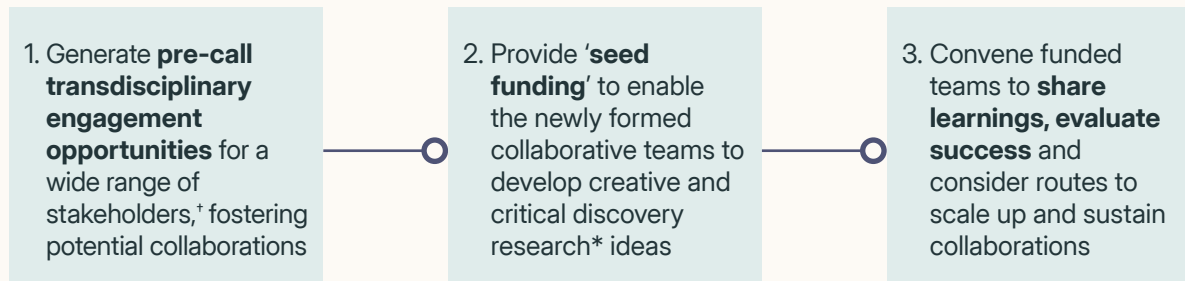 1. Generate pre-call
transdisciplinary
engagement
opportunities for a
wide range of
stakeholders,† fostering
potential collaborations
2. Provide ‘seed
funding’ to enable
the newly formed
collaborative teams to
develop creative and
critical discovery
research* ideas
3. Convene funded
teams to share
learnings, evaluate
success and
consider routes to
scale up and sustain
collaborations